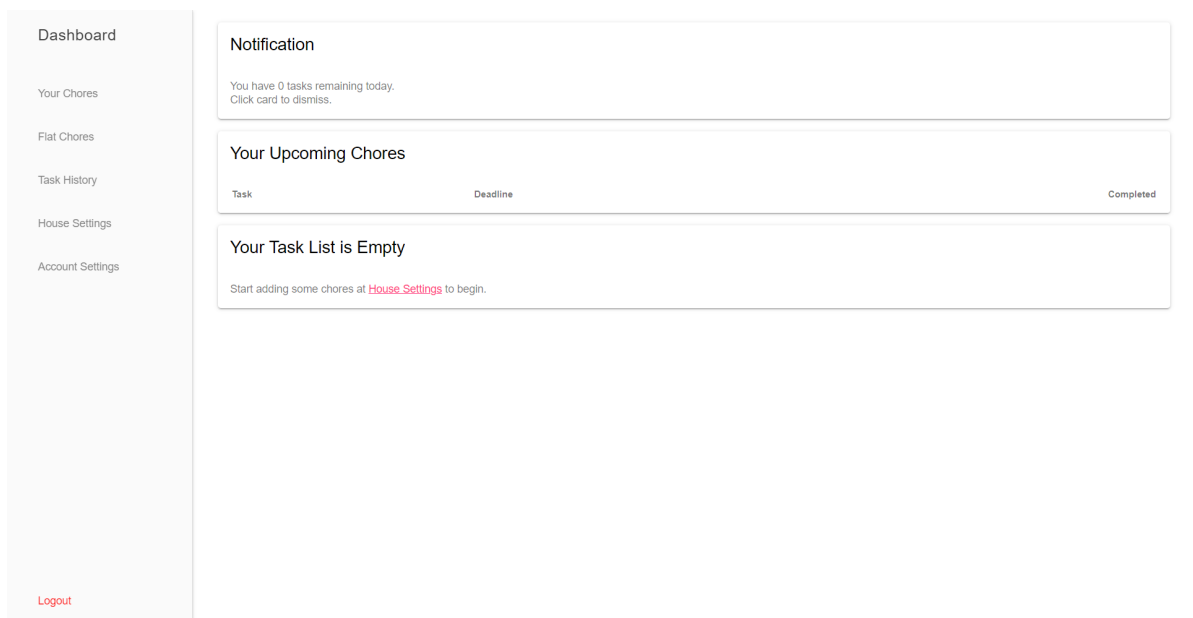 Dashboard
Your Chores
Flat Chores
Task History
House Settings
Account Settings
Logout
Notification
You have 0 tasks remaining today.
Click card to dismiss.
Your Upcoming Chores
Task Deadline Completed
Your Task List is Empty
Start adding some chores at House Settings to begin.